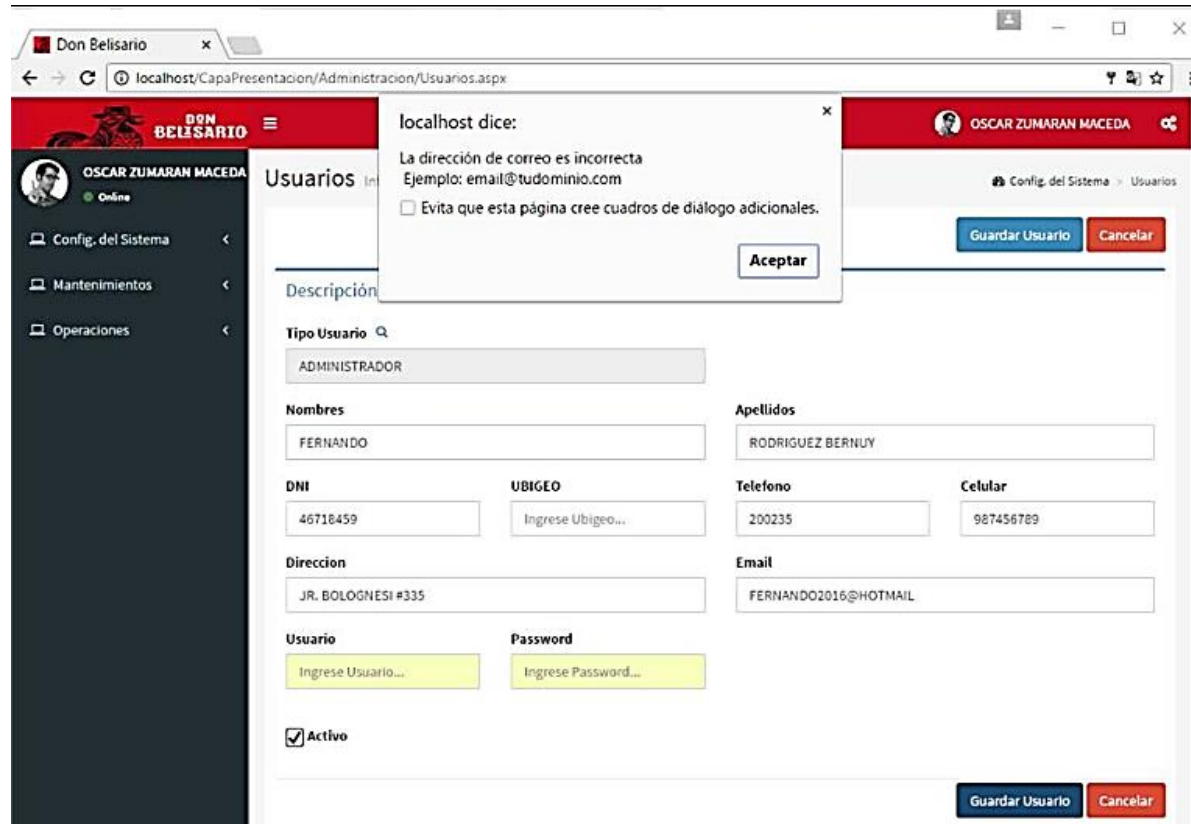 Don Belisario
localhost/CapaPresentacion/Administracion/Usuarios.aspx
DON
BELISARIO
OSCAR ZUMARAN MACEDA
OSCAR ZUMARAN MACEDA
Online
Config. del Sistema
Mantenimientos
Operaciones
localhost dice:
La dirección de correo es incorrecta
Ejemplo: email@tudominio.com
Evita que esta página cree cuadros de diálogo adicionales.
Aceptar
Usuarios
Config. del Sistema > Usuarios
Guardar Usuario Cancelar
Descripción
Tipo Usuario
ADMINISTRADOR
Nombres Apellidos
FERNANDO RODRIGUEZ BERNUY
DNI UBIGEO Telefono Celular
46718459 Ingrese Ubigeo... 200235 987456789
Direccion Email
JR. BOLOGNESI #335 FERNANDO2016@HOTMAIL
Usuario Password
Ingrese Usuario... Ingrese Password...
Activo
Guardar Usuario Cancelar